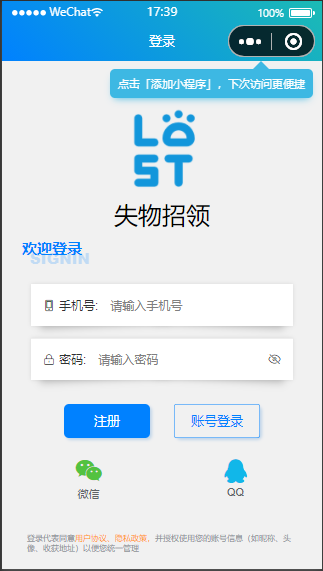 WeChat 17:39 100%
登录
点击「添加小程序」，下次访问更便捷
LOST
失物招领
欢迎登录
SIGNIN
手机号: 请输入手机号
密码: 请输入密码
注册 账号登录
微信 QQ
登录代表同意用户协议、隐私政策，并授权使用您的账号信息（如昵称、头
像、收获地址）以便您统一管理